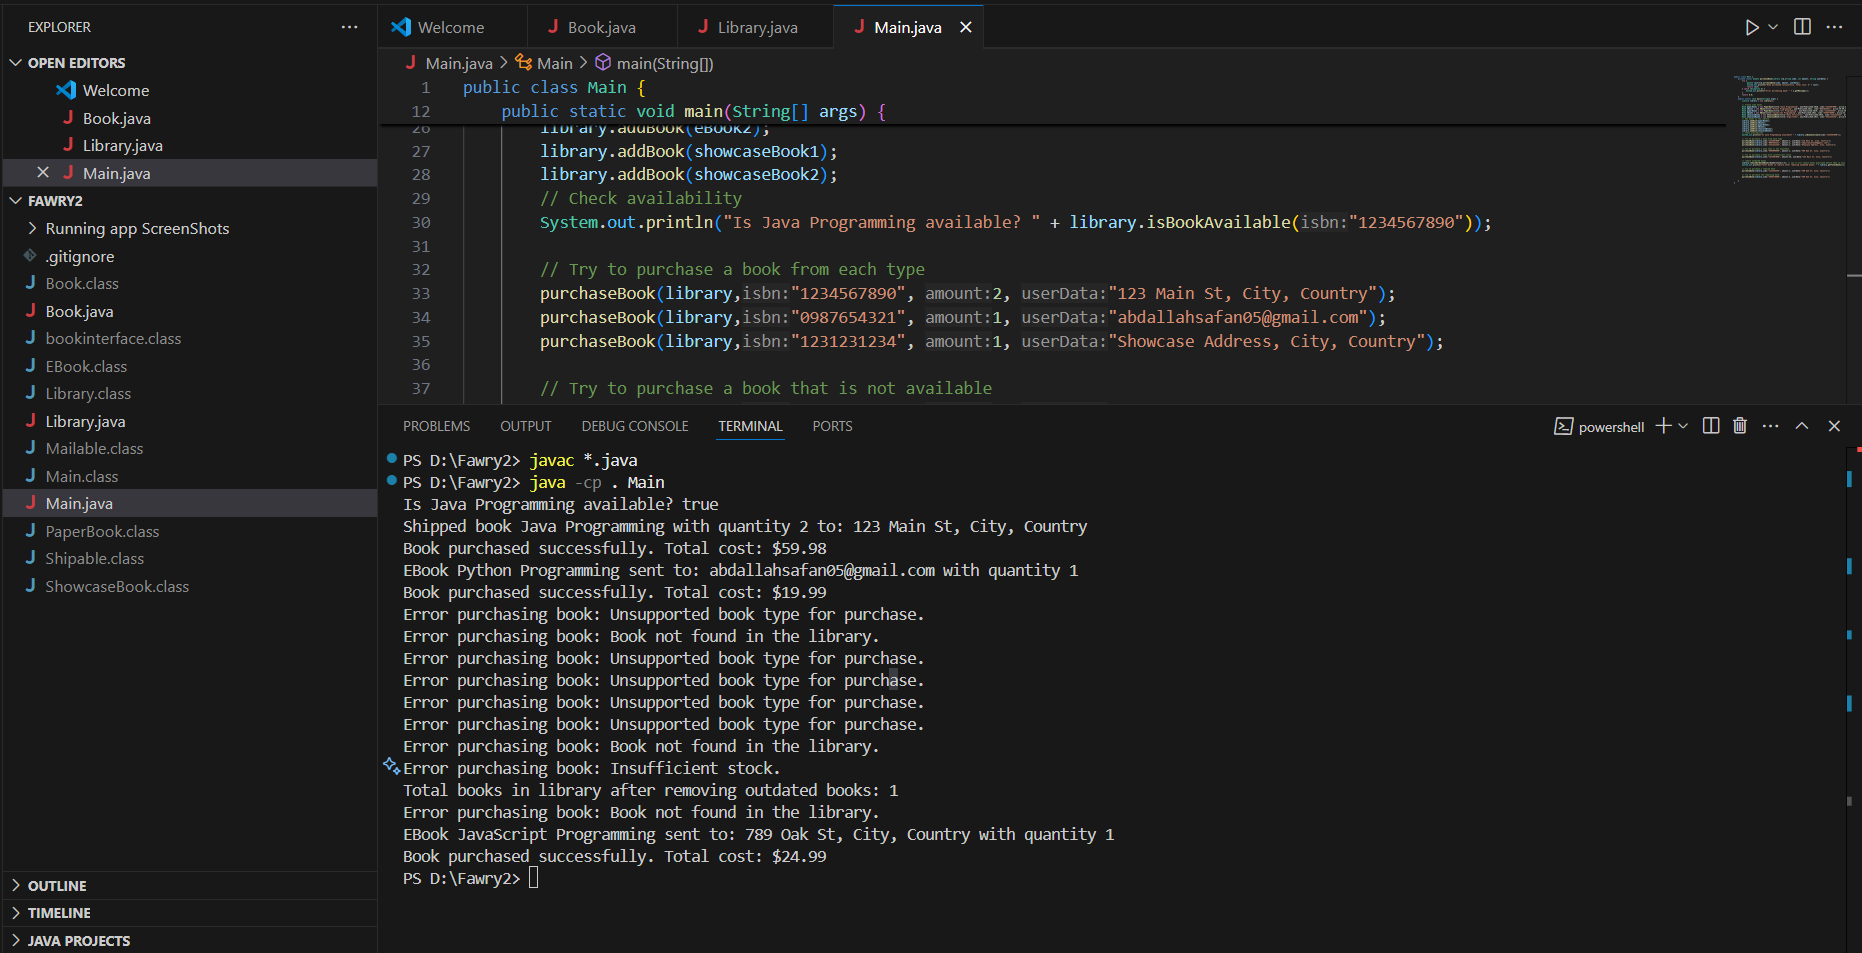 EXPLORER
OPEN EDITORS
Welcome
Book.java
Library.java
Main.java
FAWRY2
Running app ScreenShots
.gitignore
Book.class
Book.java
bookinterface.class
EBook.class
Library.class
Library.java
Mailable.class
Main.class
Main.java
PaperBook.class
Shipable.class
ShowcaseBook.class
OUTLINE
TIMELINE
JAVA PROJECTS
Welcome
Book.java
Library.java
Main.java
Main.java > Main > main(String[])
1 public class Main {
12 public static void main(String[] args) {
26 library.addBook(eBook2);
27 library.addBook(showcaseBook1);
28 library.addBook(showcaseBook2);
29 // Check availability
30 System.out.println("Is Java Programming available? " + library.isBookAvailable(isbn:"1234567890"));
31
32 // Try to purchase a book from each type
33 purchaseBook(library,isbn:"1234567890", amount:2, userData:"123 Main St, City, Country");
34 purchaseBook(library,isbn:"0987654321", amount:1, userData:"abdallahsafan05@gmail.com");
35 purchaseBook(library,isbn:"1231231234", amount:1, userData:"Showcase Address, City, Country");
36
37 // Try to purchase a book that is not available
PROBLEMS OUTPUT DEBUG CONSOLE TERMINAL PORTS
powershell
PS D:\Fawry2> javac *.java
PS D:\Fawry2> java -cp . Main
Is Java Programming available? true
Shipped book Java Programming with quantity 2 to: 123 Main St, City, Country
Book purchased successfully. Total cost: $59.98
EBook Python Programming sent to: abdallahsafan05@gmail.com with quantity 1
Book purchased successfully. Total cost: $19.99
Error purchasing book: Unsupported book type for purchase.
Error purchasing book: Book not found in the library.
Error purchasing book: Unsupported book type for purchase.
Error purchasing book: Unsupported book type for purchase.
Error purchasing book: Unsupported book type for purchase.
Error purchasing book: Unsupported book type for purchase.
Error purchasing book: Book not found in the library.
Error purchasing book: Insufficient stock.
Total books in library after removing outdated books: 1
Error purchasing book: Book not found in the library.
EBook JavaScript Programming sent to: 789 Oak St, City, Country with quantity 1
Book purchased successfully. Total cost: $24.99
PS D:\Fawry2>